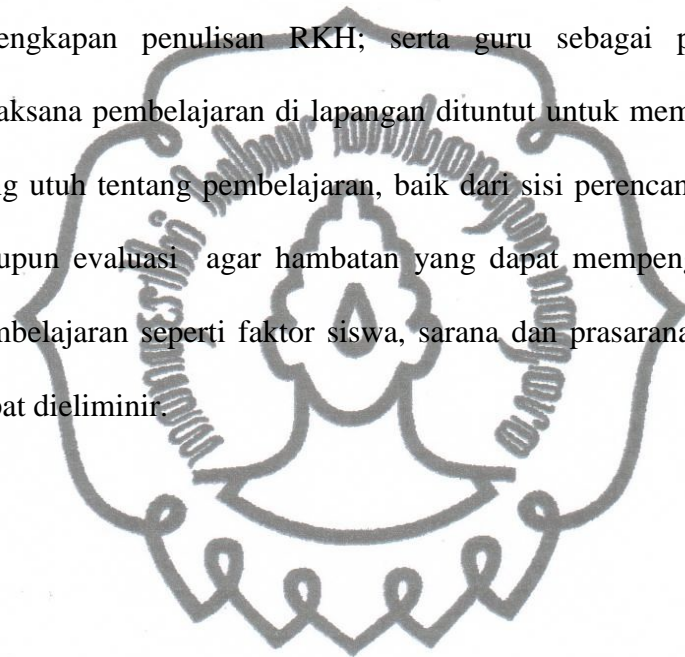 engkapan penulisan RKH; serta guru sebagai p
aksana pembelajaran di lapangan dituntut untuk mem
g utuh tentang pembelajaran, baik dari sisi perencan
upun evaluasi agar hambatan yang dapat mempeng
mbelajaran seperti faktor siswa, sarana dan prasarana
pat dieliminir.